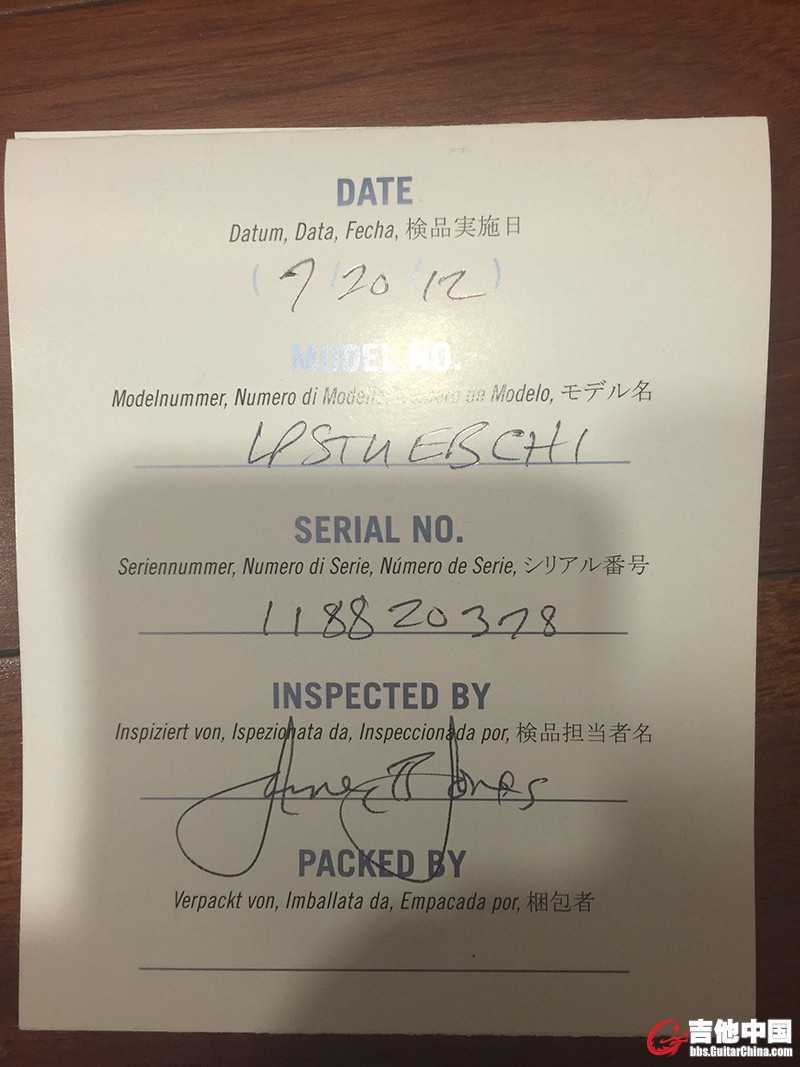 DATE
Datum, Data, Fecha, 検品実施日
( 9 / 20 / 12 )
MODEL NO.
Modelnummer, Numero di Modello, Número de Modelo, モデル名
LPSTUEBCH1
SERIAL NO.
Seriennummer, Numero di Serie, Número de Serie, シリアル番号
118820378
INSPECTED BY
Inspiziert von, Ispezionata da, Inspeccionada por, 検品担当者名
Jones
PACKED BY
Verpackt von, Imballata da, Empacada por, 梱包者
吉他中国
bbs.GuitarChina.com